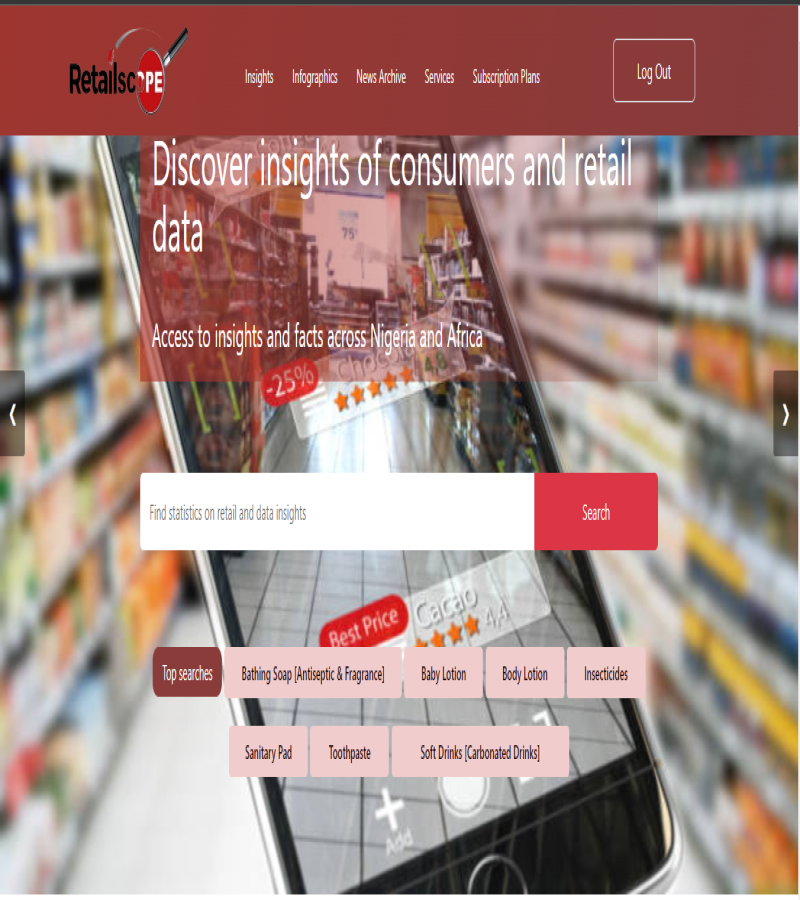 RetailscOPE
Insights Infographics News Archive Services Subscription Plans
Log Out
Discover insights of consumers and retail
data
75
Access to insights and facts across Nigeria and Africa
-25%
Chocolate
4,8
Find statistics on retail and data insights
Search
Best Price
Cacao
4,4
Top searches Bathing Soap [Antiseptic & Fragrance] Baby Lotion Body Lotion Insecticides
Sanitary Pad Toothpaste Soft Drinks [Carbonated Drinks]
Add